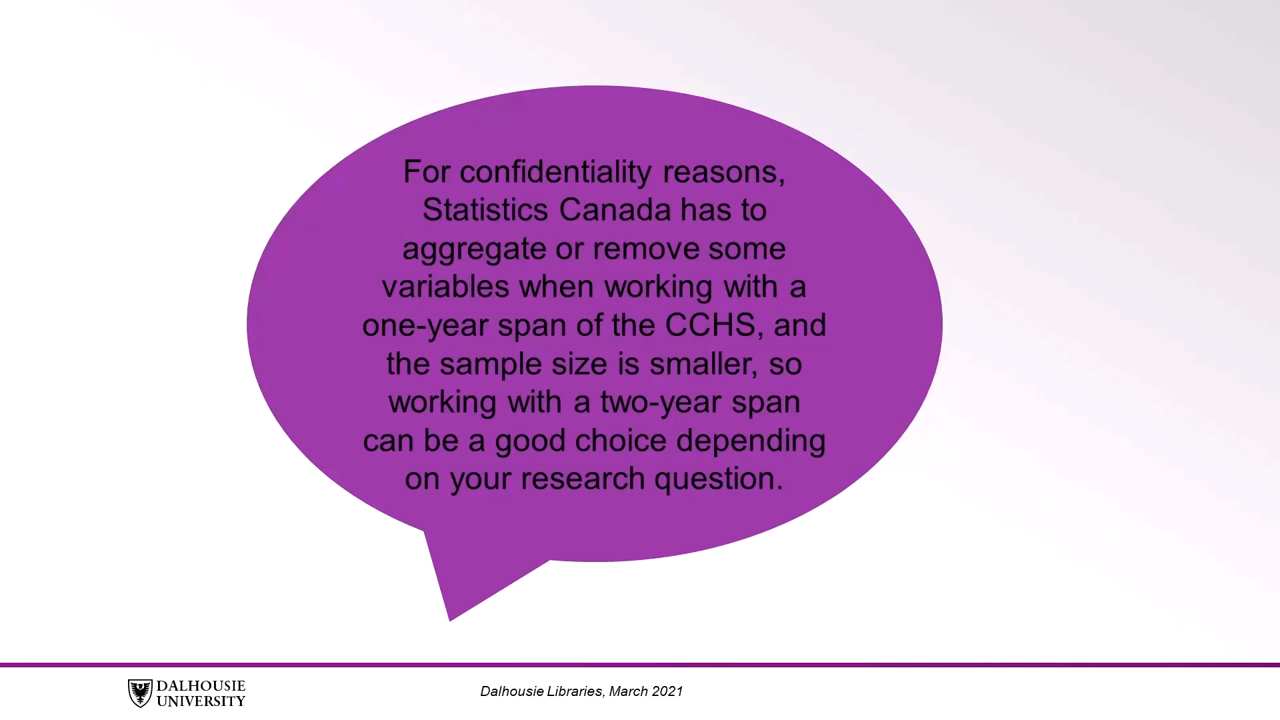 For confidentiality reasons,
Statistics Canada has to
aggregate or remove some
variables when working with a
one-year span of the CCHS, and
the sample size is smaller, so
working with a two-year span
can be a good choice depending
on your research question.
DALHOUSIE
UNIVERSITY
Dalhousie Libraries, March 2021